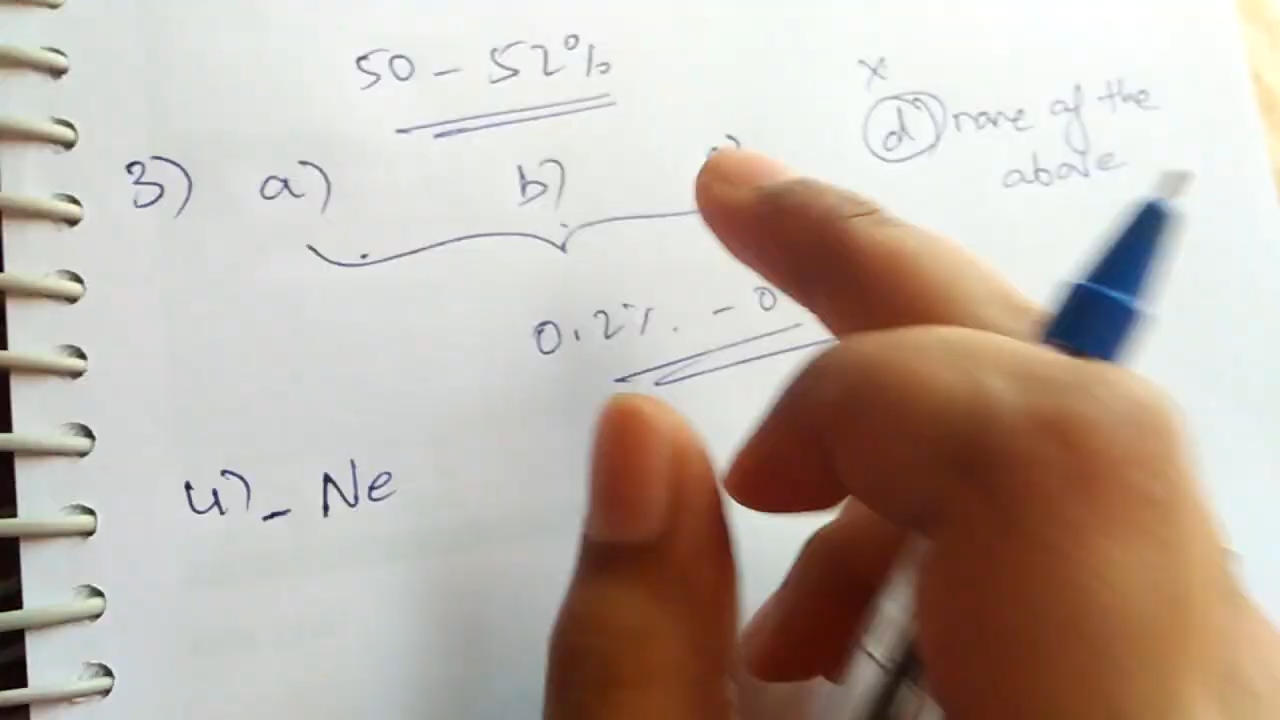 50 - 52%
x
3) a) b) d) none of the
above
0.2%. - 0
4) - Ne